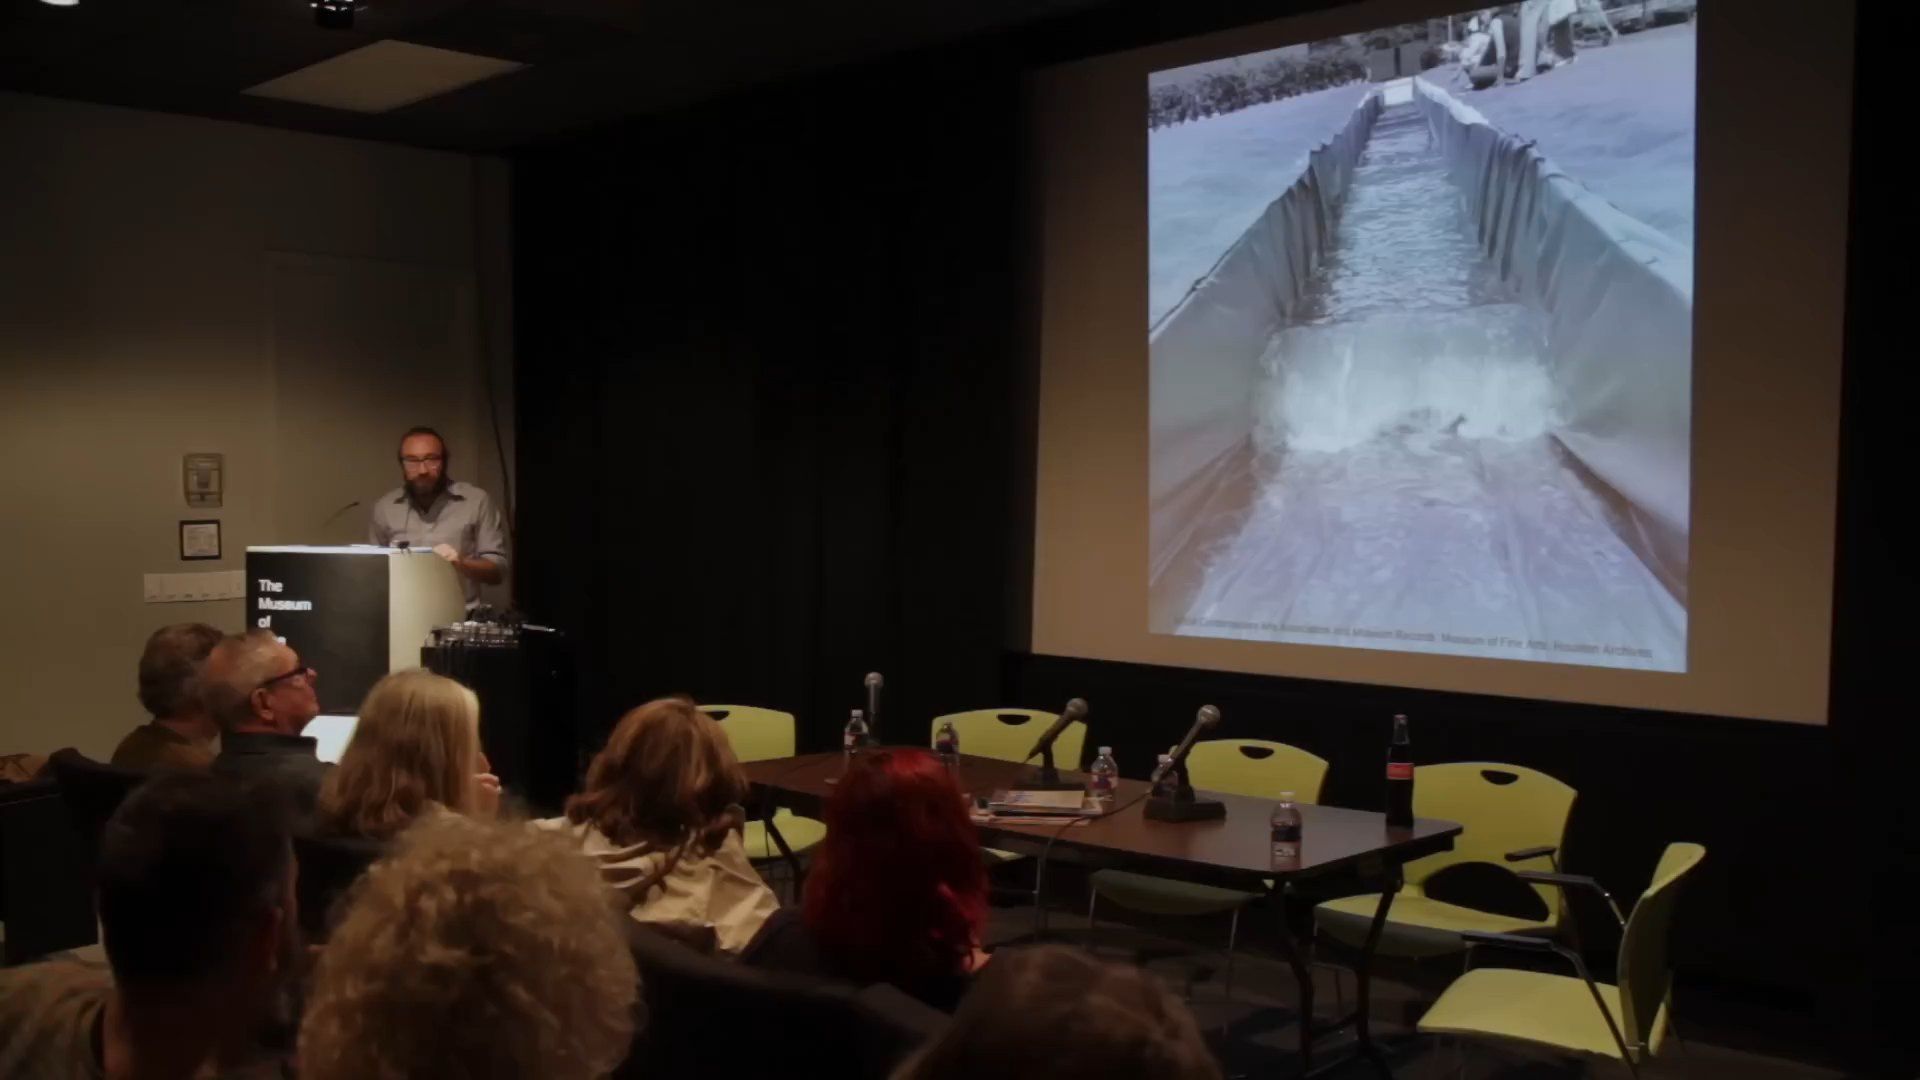 The
Museum
of
Contemporary Arts Association and Museum Records, Museum of Fine Arts, Houston Archives